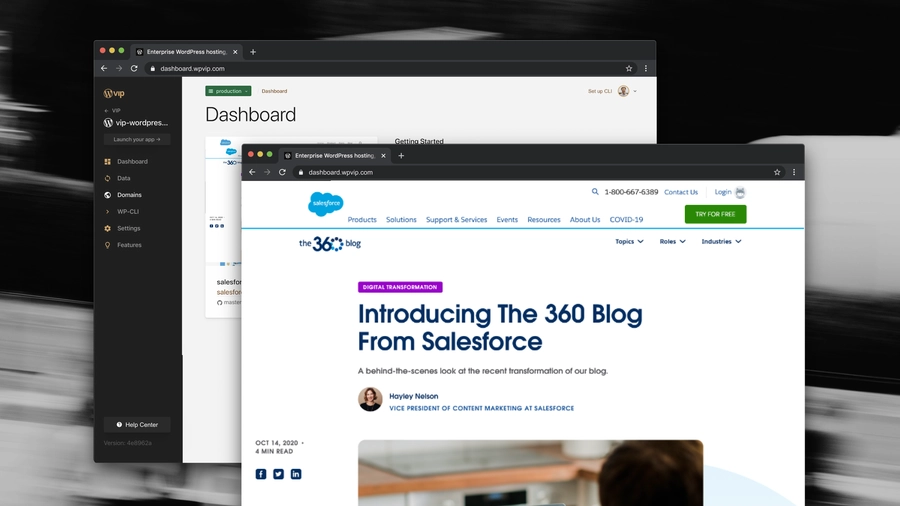 Enterprise WordPress hosting,
dashboard.wpvip.com
vip
production
Dashboard
Set up CLI
← VIP
vip-wordpres...
Launch your app →
Dashboard
Data
Domains
WP-CLI
Settings
Features
Help Center
Version: 4a8962a
Dashboard
Getting Started
salesfor
salesfor
master
Enterprise WordPress hosting,
dashboard.wpvip.com
salesforce
1-800-667-6389
Contact Us
Login
Products Solutions Support & Services Events Resources About Us COVID-19
TRY FOR FREE
the 360 blog
Topics Roles Industries
DIGITAL TRANSFORMATION
Introducing The 360 Blog
From Salesforce
A behind-the-scenes look at the recent transformation of our blog.
Hayley Nelson
VICE PRESIDENT OF CONTENT MARKETING AT SALESFORCE
OCT 14, 2020 •
4 MIN READ